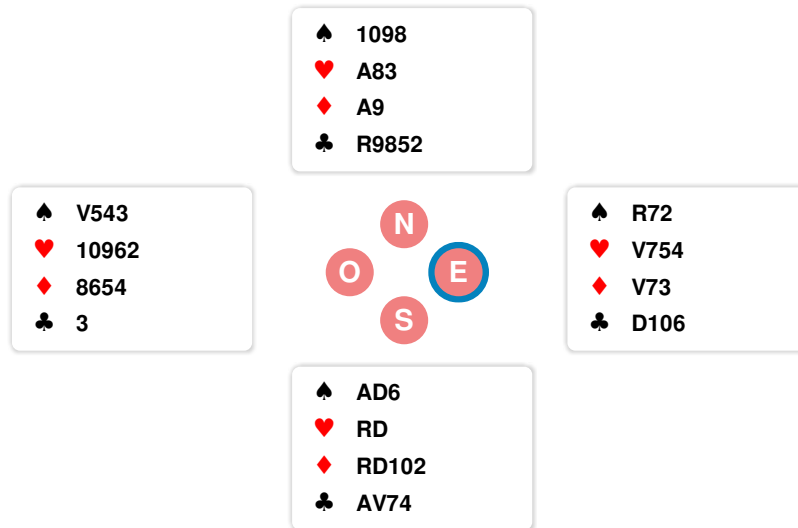 ♠ 1098
♥ A83
♦ A9
♣ R9852
♠ V543
♥ 10962
♦ 8654
♣ 3
N
O
E
S
♠ R72
♥ V754
♦ V73
♣ D106
♠ AD6
♥ RD
♦ RD102
♣ AV74